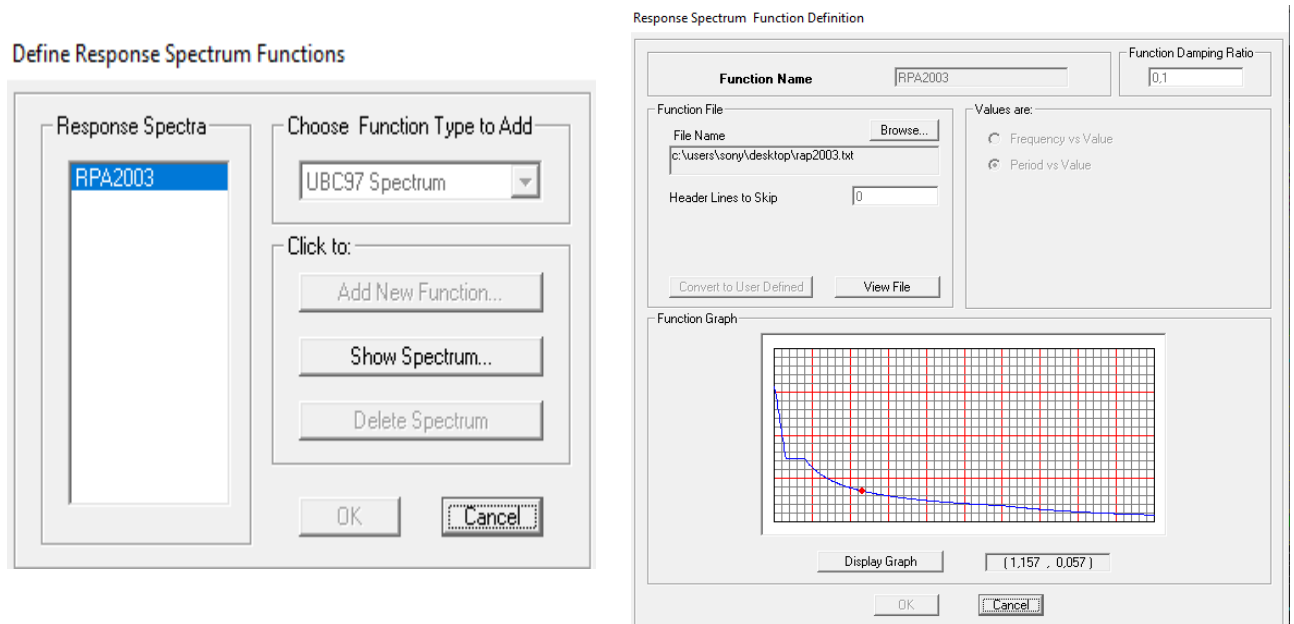 Define Response Spectrum Functions
Response Spectra
RPA2003
Choose Function Type to Add
UBC97 Spectrum
Click to:
Add New Function...
Show Spectrum...
Delete Spectrum
OK
Cancel
Response Spectrum Function Definition
Function Name
RPA2003
Function Damping Ratio
0,1
Function File
File Name
Browse...
c:\users\sony\desktop\rap2003.txt
Header Lines to Skip
0
Convert to User Defined
View File
Values are:
Frequency vs Value
Period vs Value
Function Graph
Display Graph
( 1,157 , 0,057 )
OK
Cancel